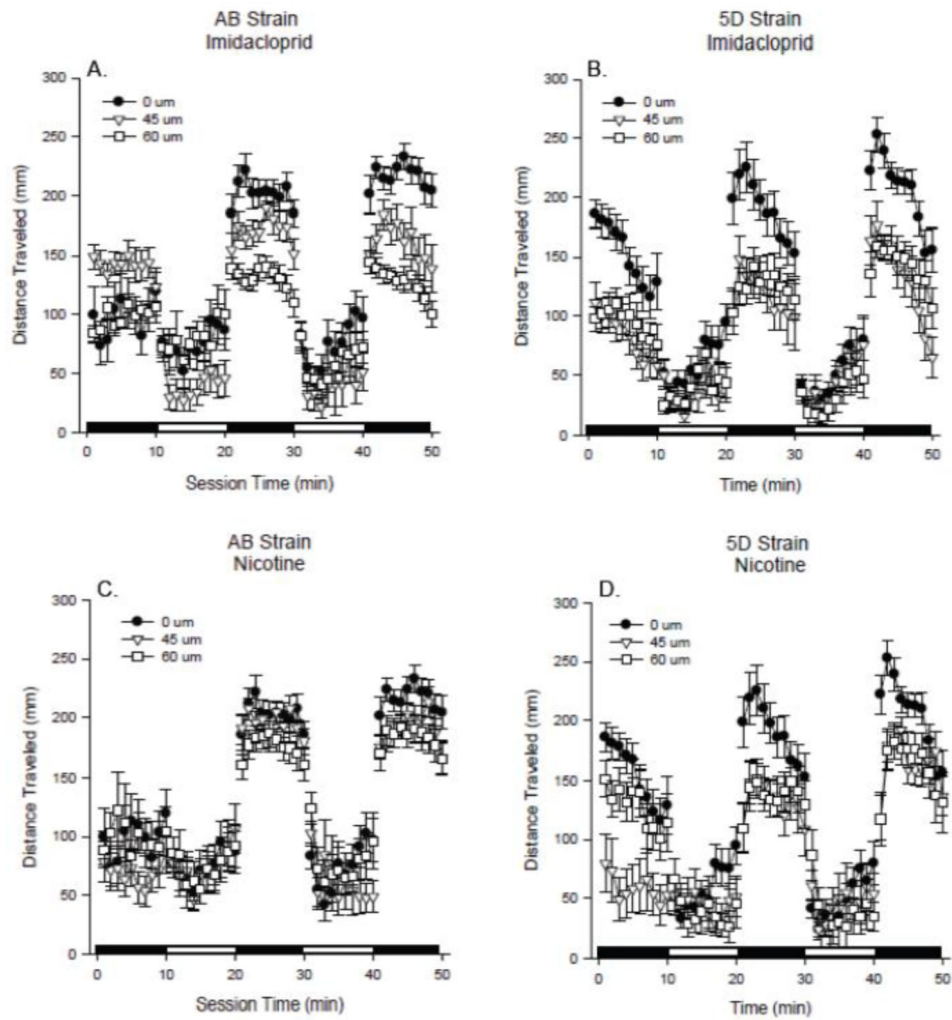 AB Strain
Imidacloprid
A.
300
250
200
150
100
50
0
Distance Traveled (mm)
0 um
45 um
60 um
0 10 20 30 40 50
Session Time (min)
5D Strain
Imidacloprid
B.
300
250
200
150
100
50
0
Distance Traveled (mm)
0 um
45 um
60 um
0 10 20 30 40 50
Time (min)
AB Strain
Nicotine
C.
300
250
200
150
100
50
0
Distance Traveled (mm)
0 um
45 um
60 um
0 10 20 30 40 50
Session Time (min)
5D Strain
Nicotine
D.
300
250
200
150
100
50
0
Distance Traveled (mm)
0 um
45 um
60 um
0 10 20 30 40 50
Time (min)